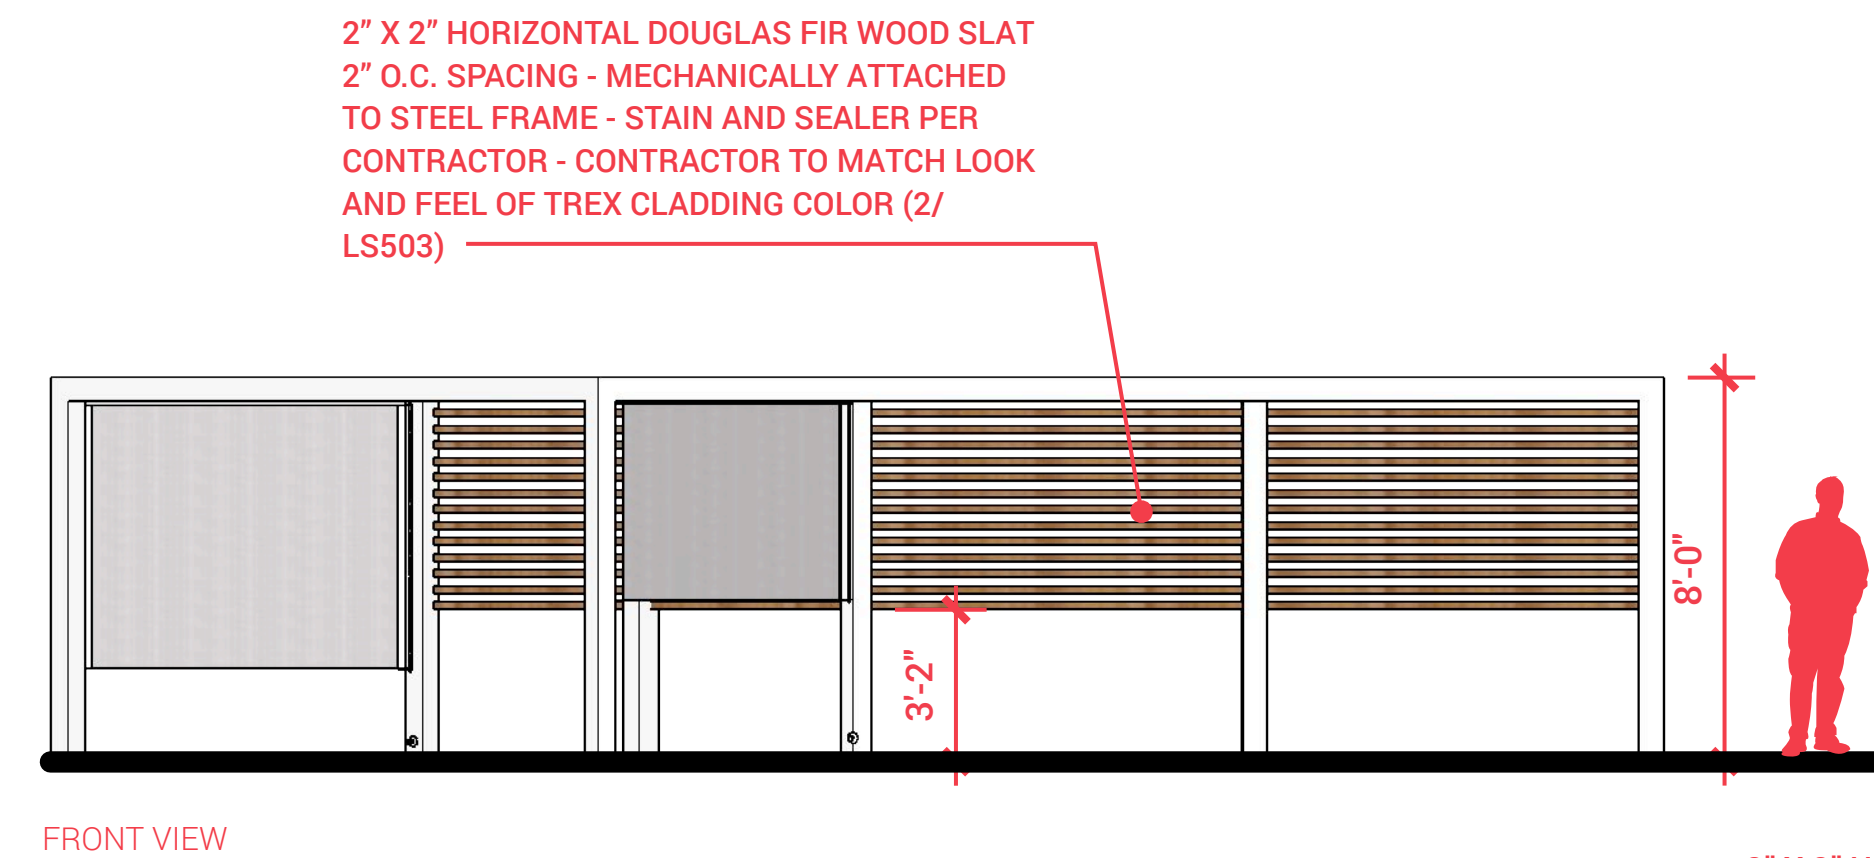 2” X 2” HORIZONTAL DOUGLAS FIR WOOD SLAT
2” O.C. SPACING - MECHANICALLY ATTACHED
TO STEEL FRAME - STAIN AND SEALER PER
CONTRACTOR - CONTRACTOR TO MATCH LOOK
AND FEEL OF TREX CLADDING COLOR (2/
LS503)
8’-0”
3’-2”
FRONT VIEW